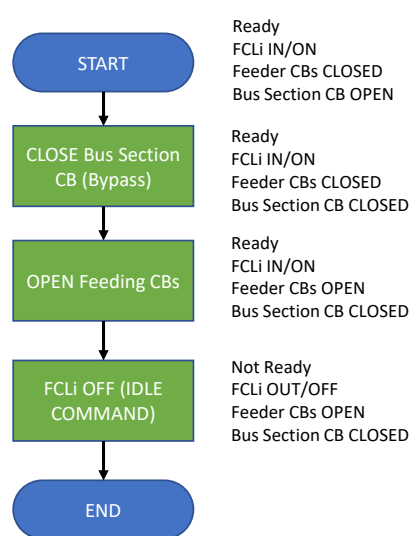 START
Ready
FCLi IN/ON
Feeder CBs CLOSED
Bus Section CB OPEN
CLOSE Bus Section
CB (Bypass)
Ready
FCLi IN/ON
Feeder CBs CLOSED
Bus Section CB CLOSED
OPEN Feeding CBs
Ready
FCLi IN/ON
Feeder CBs OPEN
Bus Section CB CLOSED
FCLi OFF (IDLE
COMMAND)
Not Ready
FCLi OUT/OFF
Feeder CBs OPEN
Bus Section CB CLOSED
END